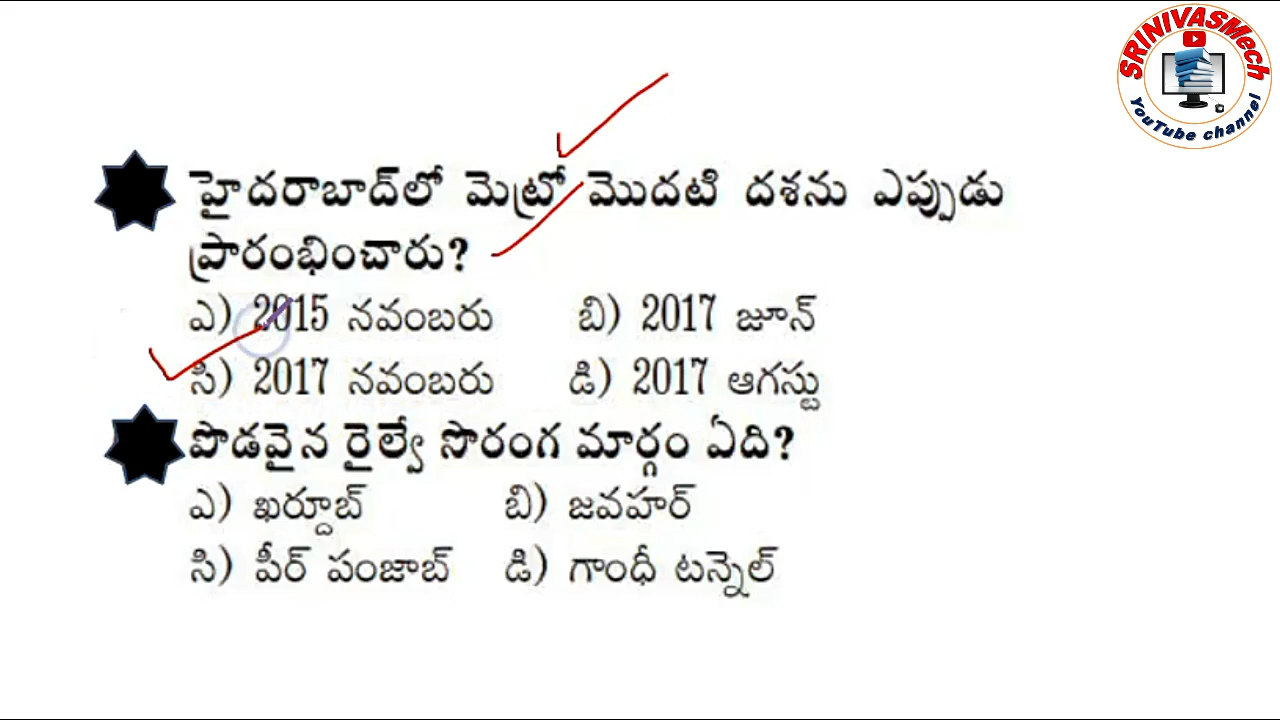 SRINIVASMech
YouTube channel
హైదరాబాద్‌లో మెట్రో మొదటి దశను ఎప్పుడు
ప్రారంభించారు?
ఎ) 2015 నవంబరు బి) 2017 జూన్
సి) 2017 నవంబరు డి) 2017 ఆగస్టు
పొడవైన రైల్వే సొరంగ మార్గం ఏది?
ఎ) ఖర్దూబ్ బి) జవహర్
సి) పీర్ పంజాబ్ డి) గాంధీ టన్నెల్